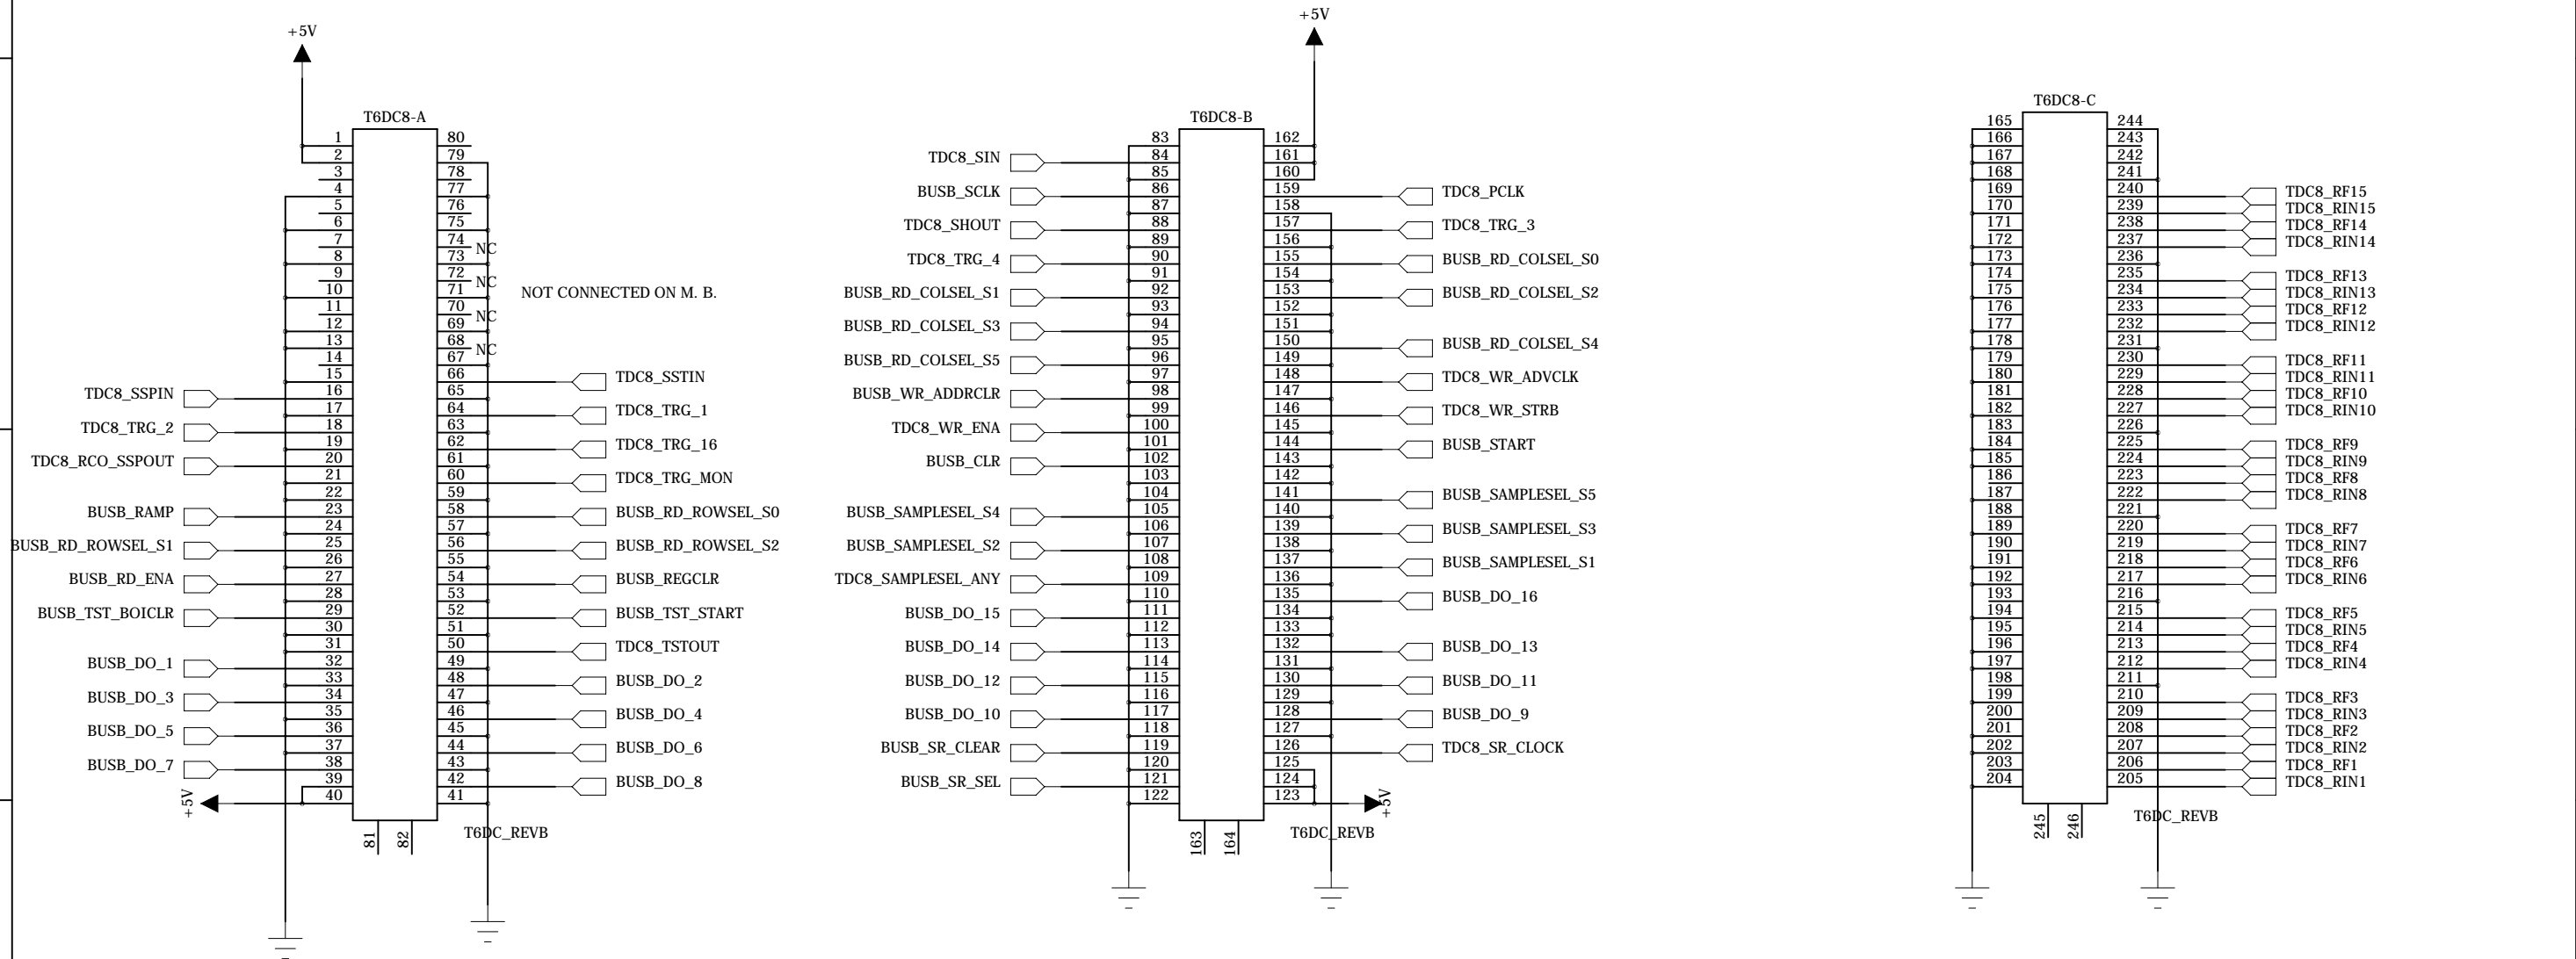 +5V
T6DC8-A
1 80
2 79
3 78
4 77
5 76
6 75
7 74 NC
8 73
9 72 NC
10 71
NOT CONNECTED ON M. B.
11 70 NC
12 69
13 68 NC
14 67
15 66 TDC8_SSTIN
TDC8_SSPIN 16 65
17 64 TDC8_TRG_1
TDC8_TRG_2 18 63
19 62 TDC8_TRG_16
TDC8_RCO_SSPOUT 20 61
21 60 TDC8_TRG_MON
22 59
BUSB_RAMP 23 58 BUSB_RD_ROWSEL_S0
24 57
BUSB_RD_ROWSEL_S1 25 56 BUSB_RD_ROWSEL_S2
26 55
BUSB_RD_ENA 27 54 BUSB_REGCLR
28 53
BUSB_TST_BOICLR 29 52 BUSB_TST_START
30 51
31 50 TDC8_TSTOUT
BUSB_DO_1 32 49
33 48 BUSB_DO_2
BUSB_DO_3 34 47
35 46 BUSB_DO_4
BUSB_DO_5 36 45
37 44 BUSB_DO_6
BUSB_DO_7 38 43
39 42 BUSB_DO_8
+5V 40 41
81 82
T6DC_REVB
+5V
T6DC8-B
83 162
TDC8_SIN 84 161
85 160
BUSB_SCLK 86 159 TDC8_PCLK
87 158
TDC8_SHOUT 88 157 TDC8_TRG_3
89 156
TDC8_TRG_4 90 155 BUSB_RD_COLSEL_S0
91 154
BUSB_RD_COLSEL_S1 92 153 BUSB_RD_COLSEL_S2
93 152
BUSB_RD_COLSEL_S3 94 151
95 150 BUSB_RD_COLSEL_S4
BUSB_RD_COLSEL_S5 96 149
97 148 TDC8_WR_ADVCLK
BUSB_WR_ADDRCLR 98 147
99 146 TDC8_WR_STRB
TDC8_WR_ENA 100 145
101 144 BUSB_START
BUSB_CLR 102 143
103 142
104 141 BUSB_SAMPLESEL_S5
BUSB_SAMPLESEL_S4 105 140
106 139 BUSB_SAMPLESEL_S3
BUSB_SAMPLESEL_S2 107 138
108 137 BUSB_SAMPLESEL_S1
TDC8_SAMPLESEL_ANY 109 136
110 135 BUSB_DO_16
BUSB_DO_15 111 134
112 133
BUSB_DO_14 113 132 BUSB_DO_13
114 131
BUSB_DO_12 115 130 BUSB_DO_11
116 129
BUSB_DO_10 117 128 BUSB_DO_9
118 127
BUSB_SR_CLEAR 119 126 TDC8_SR_CLOCK
120 125
BUSB_SR_SEL 121 124
122 123 +5V
163 164
T6DC_REVB
T6DC8-C
165 244
166 243
167 242
168 241
169 240 TDC8_RF15
170 239 TDC8_RIN15
171 238 TDC8_RF14
172 237 TDC8_RIN14
173 236
174 235 TDC8_RF13
175 234 TDC8_RIN13
176 233 TDC8_RF12
177 232 TDC8_RIN12
178 231
179 230 TDC8_RF11
180 229 TDC8_RIN11
181 228 TDC8_RF10
182 227 TDC8_RIN10
183 226
184 225 TDC8_RF9
185 224 TDC8_RIN9
186 223 TDC8_RF8
187 222 TDC8_RIN8
188 221
189 220 TDC8_RF7
190 219 TDC8_RIN7
191 218 TDC8_RF6
192 217 TDC8_RIN6
193 216
194 215 TDC8_RF5
195 214 TDC8_RIN5
196 213 TDC8_RF4
197 212 TDC8_RIN4
198 211
199 210 TDC8_RF3
200 209 TDC8_RIN3
201 208 TDC8_RF2
202 207 TDC8_RIN2
203 206 TDC8_RF1
204 205 TDC8_RIN1
245 246
T6DC_REVB